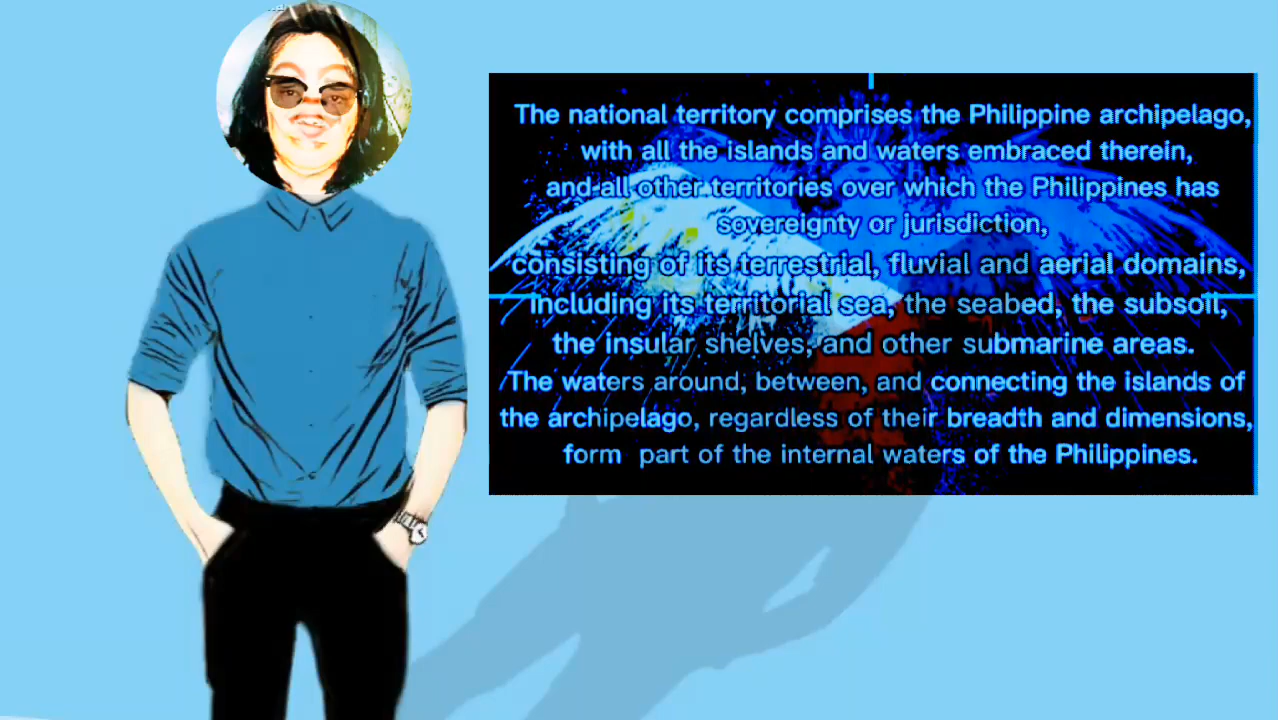 The national territory comprises the Philippine archipelago,
with all the islands and waters embraced therein,
and all other territories over which the Philippines has
sovereignty or jurisdiction,
consisting of its terrestrial, fluvial and aerial domains,
including its territorial sea, the seabed, the subsoil,
the insular shelves, and other submarine areas.
The waters around, between, and connecting the islands of
the archipelago, regardless of their breadth and dimensions,
form part of the internal waters of the Philippines.